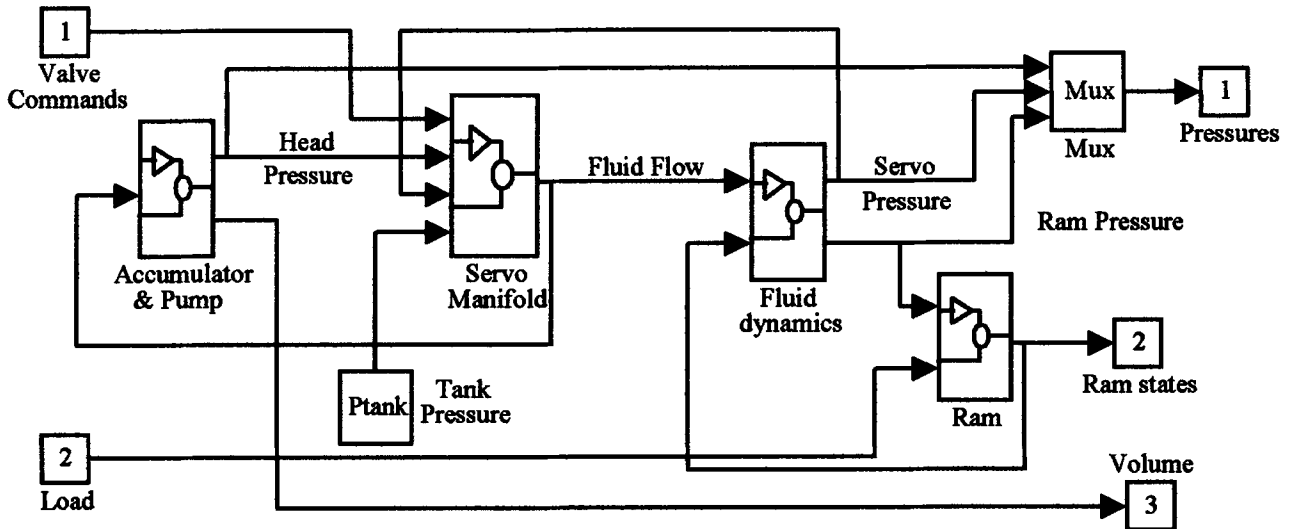 1
Valve
Commands
Head
Pressure
Accumulator
& Pump
Servo
Manifold
Fluid Flow
Fluid
dynamics
Servo
Pressure
Mux
Mux
1
Pressures
Ram Pressure
Ram
2
Ram states
Ptank
Tank
Pressure
2
Load
Volume
3